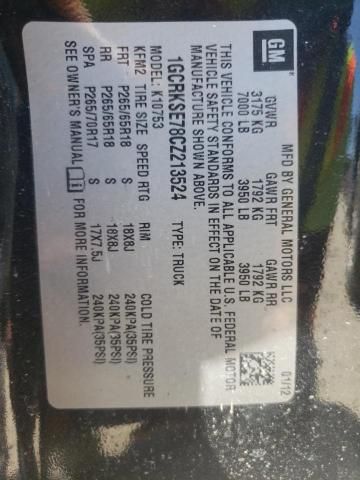 GM
MFD BY GENERAL MOTORS LLC
01/12
GVWR GAWR FRT GAWR RR
3175 KG 1792 KG 1792 KG
7000 LB 3950 LB 3950 LB
THIS VEHICLE CONFORMS TO ALL APPLICABLE U.S. FEDERAL MOTOR
VEHICLE SAFETY STANDARDS IN EFFECT ON THE DATE OF
MANUFACTURE SHOWN ABOVE.
1GCRKSE78CZ213524 TYPE: TRUCK
MODEL: K10753
KFM2 TIRE SIZE SPEED RTG RIM COLD TIRE PRESSURE
FRT P265/65R18 S 18X8J 240KPA(35PSI)
RR P265/65R18 S 18X8J 240KPA(35PSI)
SPA P265/70R17 S 17X7.5J 240KPA(35PSI)
SEE OWNER'S MANUAL FOR MORE INFORMATION.